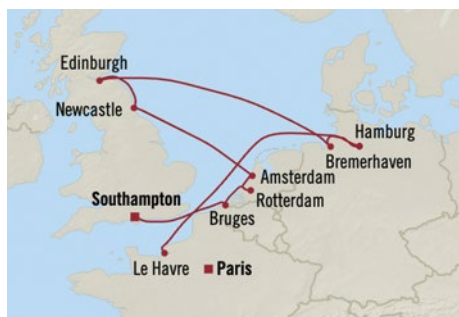 Edinburgh
Newcastle
Hamburg
Bremerhaven
Amsterdam
Southampton
Rotterdam
Bruges
Le Havre
Paris